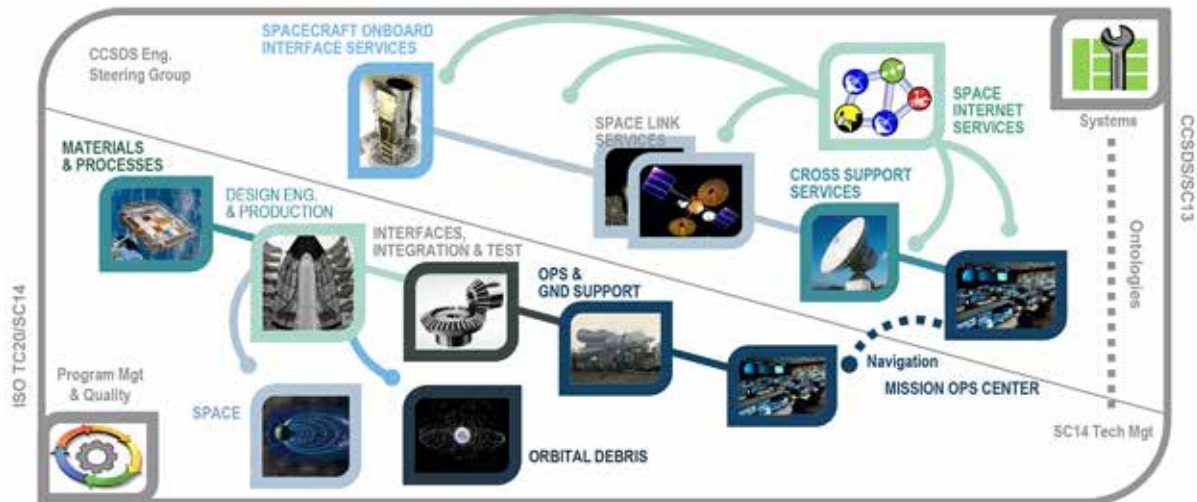 SPACECRAFT ONBOARD
INTERFACE SERVICES
CCSDS Eng.
Steering Group
SPACE
INTERNET
SERVICES
Systems
SPACE LINK
SERVICES
MATERIALS
& PROCESSES
CROSS SUPPORT
SERVICES
DESIGN ENG.
& PRODUCTION
INTERFACES,
INTEGRATION & TEST
CCSDS/SC13
Ontologies
OPS &
GND SUPPORT
ISO TC20/SC14
Navigation
MISSION OPS CENTER
Program Mgt
& Quality
SPACE
SC14 Tech Mgt
ORBITAL DEBRIS